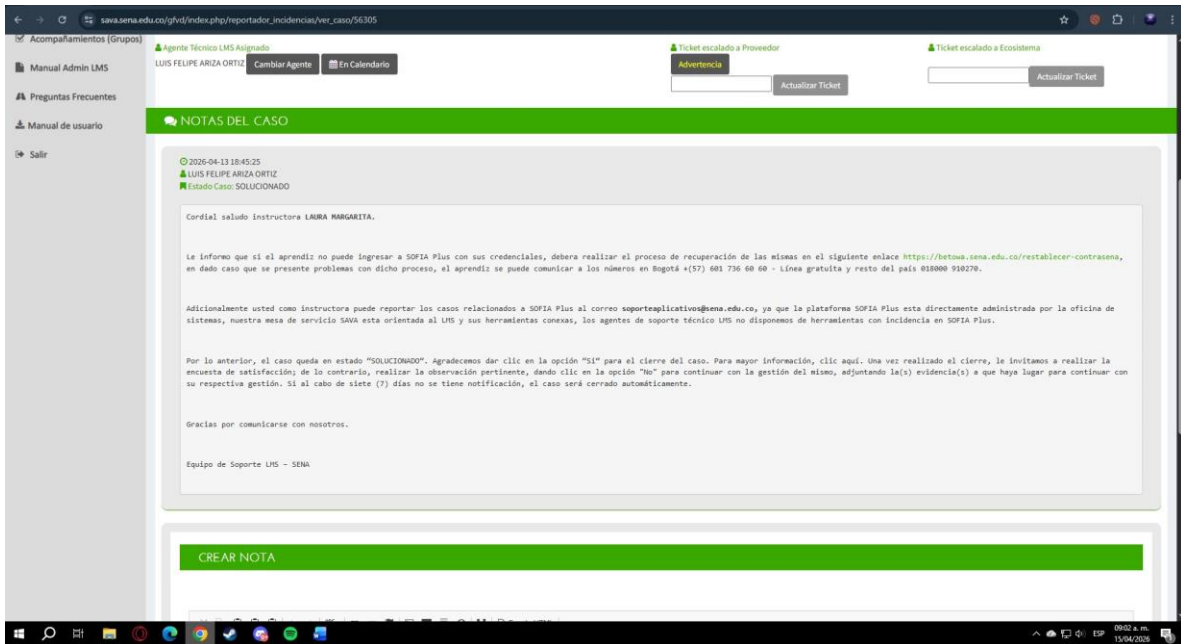 sava.sena.edu.co/gfvd/index.php/reportador_incidencias/ver_caso/56305
Acompañamientos (Grupos)
Manual Admin LMS
Preguntas Frecuentes
Manual de usuario
Salir
Agente Técnico LMS Asignado
LUIS FELIPE ARIZA ORTIZ Cambiar Agente En Calendario
Ticket escalado a Proveedor
Advertencia
Actualizar Ticket
Ticket escalado a Ecosistema
Actualizar Ticket
NOTAS DEL CASO
2026-04-13 18:45:25
LUIS FELIPE ARIZA ORTIZ
Estado Caso: SOLUCIONADO
Cordial saludo instructora LAURA MARGARITA.
Le informo que si el aprendiz no puede ingresar a SOFIA Plus con sus credenciales, debera realizar el proceso de recuperación de las mismas en el siguiente enlace https://betowa.sena.edu.co/restablecer-contrasena,
en dado caso que se presente problemas con dicho proceso, el aprendiz se puede comunicar a los números en Bogotá +(57) 601 736 60 60 - Línea gratuita y resto del país 018000 910270.
Adicionalmente usted como instructora puede reportar los casos relacionados a SOFIA Plus al correo soporteaplicativos@sena.edu.co, ya que la plataforma SOFIA Plus esta directamente administrada por la oficina de
sistemas, nuestra mesa de servicio SAVA esta orientada al LMS y sus herramientas conexas, los agentes de soporte técnico LMS no disponemos de herramientas con incidencia en SOFIA Plus.
Por lo anterior, el caso queda en estado “SOLUCIONADO”. Agradecemos dar clic en la opción “Si” para el cierre del caso. Para mayor información, clic aquí. Una vez realizado el cierre, le invitamos a realizar la
encuesta de satisfacción; de lo contrario, realizar la observación pertinente, dando clic en la opción "No" para continuar con la gestión del mismo, adjuntando la(s) evidencia(s) a que haya lugar para continuar con
su respectiva gestión. Si al cabo de siete (7) días no se tiene notificación, el caso será cerrado automáticamente.
Gracias por comunicarse con nosotros.
Equipo de Soporte LMS – SENA
CREAR NOTA
ESP
09:02 a. m.
15/04/2026